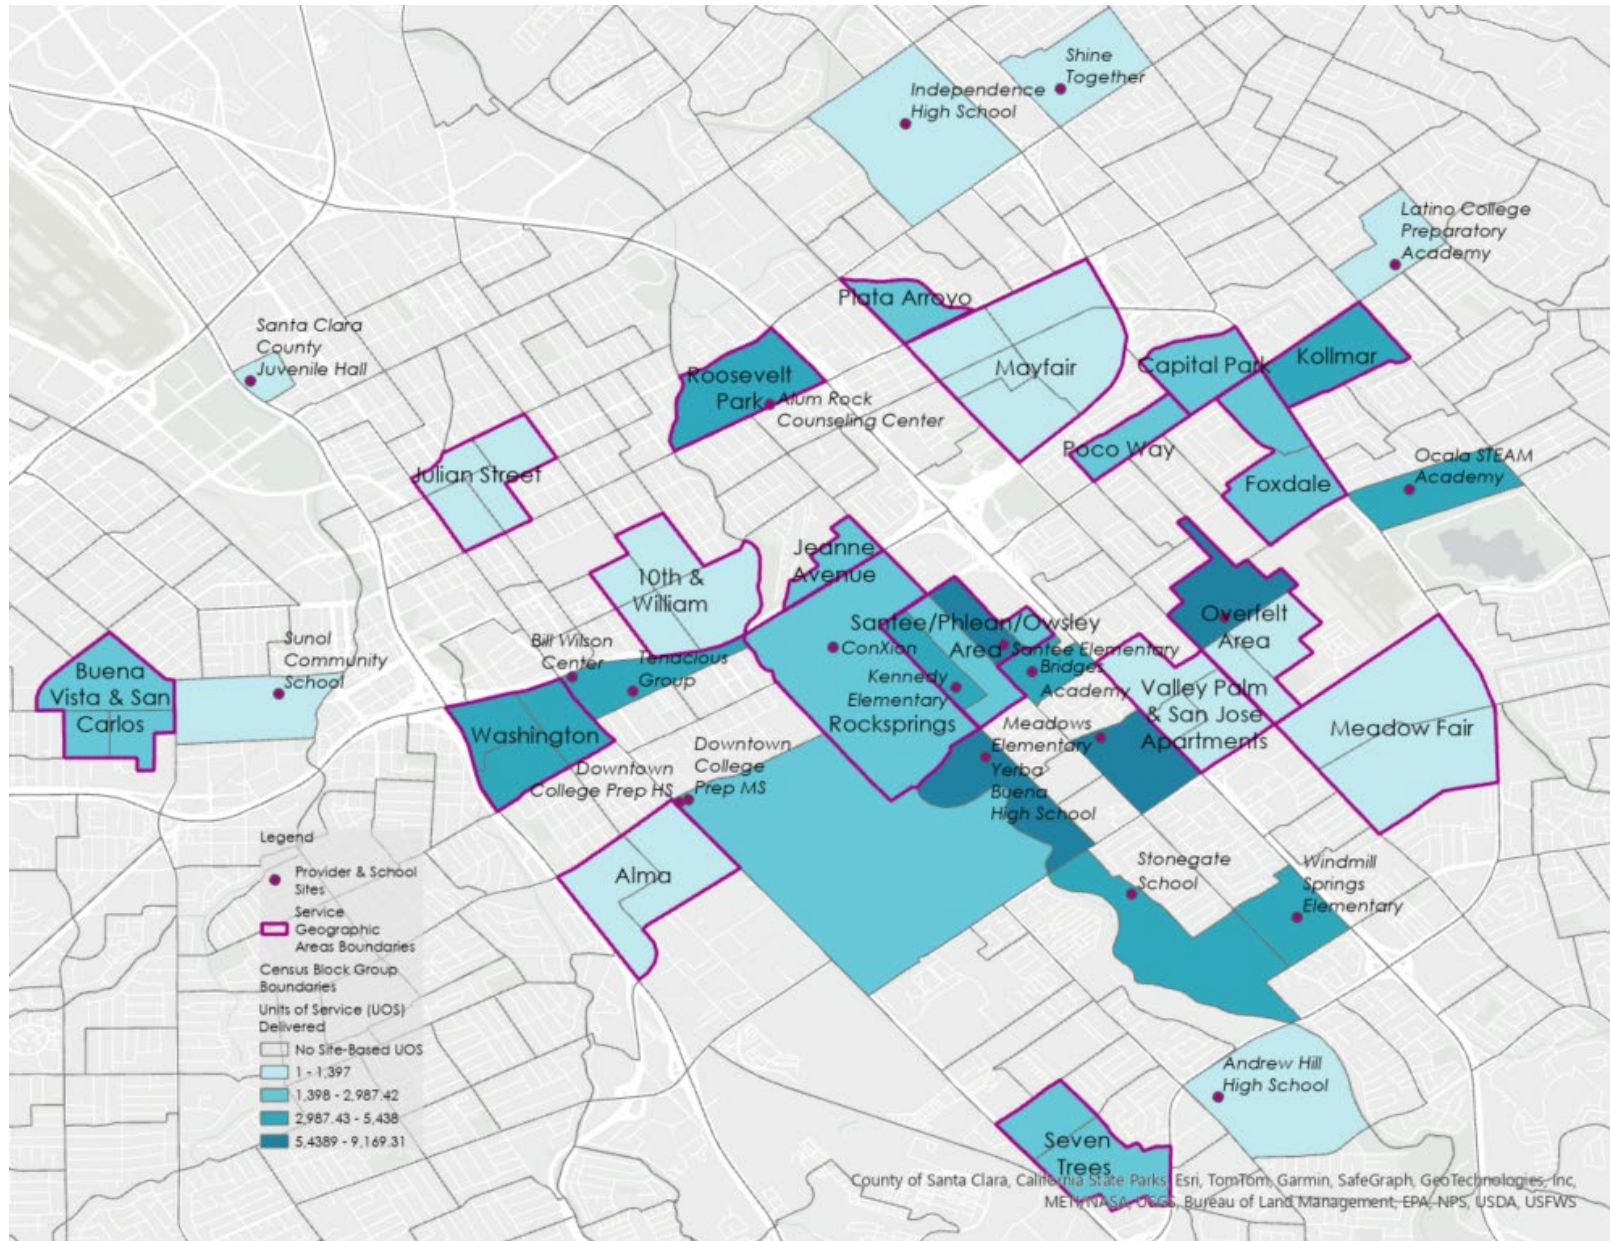 Shine
Together
Independence
High School
Latino College
Preparatory
Academy
Plata Arroyo
Santa Clara
County
Juvenile Hall
Mayfair
Capital Park
Kollmar
Roosevelt
Park
Alum Rock
Counseling Center
Poco Way
Ocala STEAM
Academy
Julian Street
Foxdale
Jeanne
Avenue
10th &
William
Overfelt
Area
Santee/Phlean/Owsley
Area
Santee Elementary
Bill Wilson
Center
Tenacious
Group
ConXion
Bridges
Academy
Kennedy
Elementary
Sunol
Community
School
Buena
Vista & San
Carlos
Valley Palm
& San Jose
Apartments
Rocksprings
Meadow Fair
Washington
Meadows
Elementary
Downtown
College
Prep MS
Downtown
College Prep HS
Yerba
Buena
High School
Alma
Stonegate
School
Windmill
Springs
Elementary
Legend
Provider & School
Sites
Service
Geographic
Areas Boundaries
Census Block Group
Boundaries
Units of Service (UOS)
Delivered
No Site-Based UOS
1 - 1,397
1,398 - 2,987.42
2,987.43 - 5,438
5,4389 - 9,169.31
Andrew Hill
High School
Seven
Trees
County of Santa Clara, California State Parks, Esri, TomTom, Garmin, SafeGraph, GeoTechnologies, Inc,
METI/NASA, USGS, Bureau of Land Management, EPA, NPS, USDA, USFWS